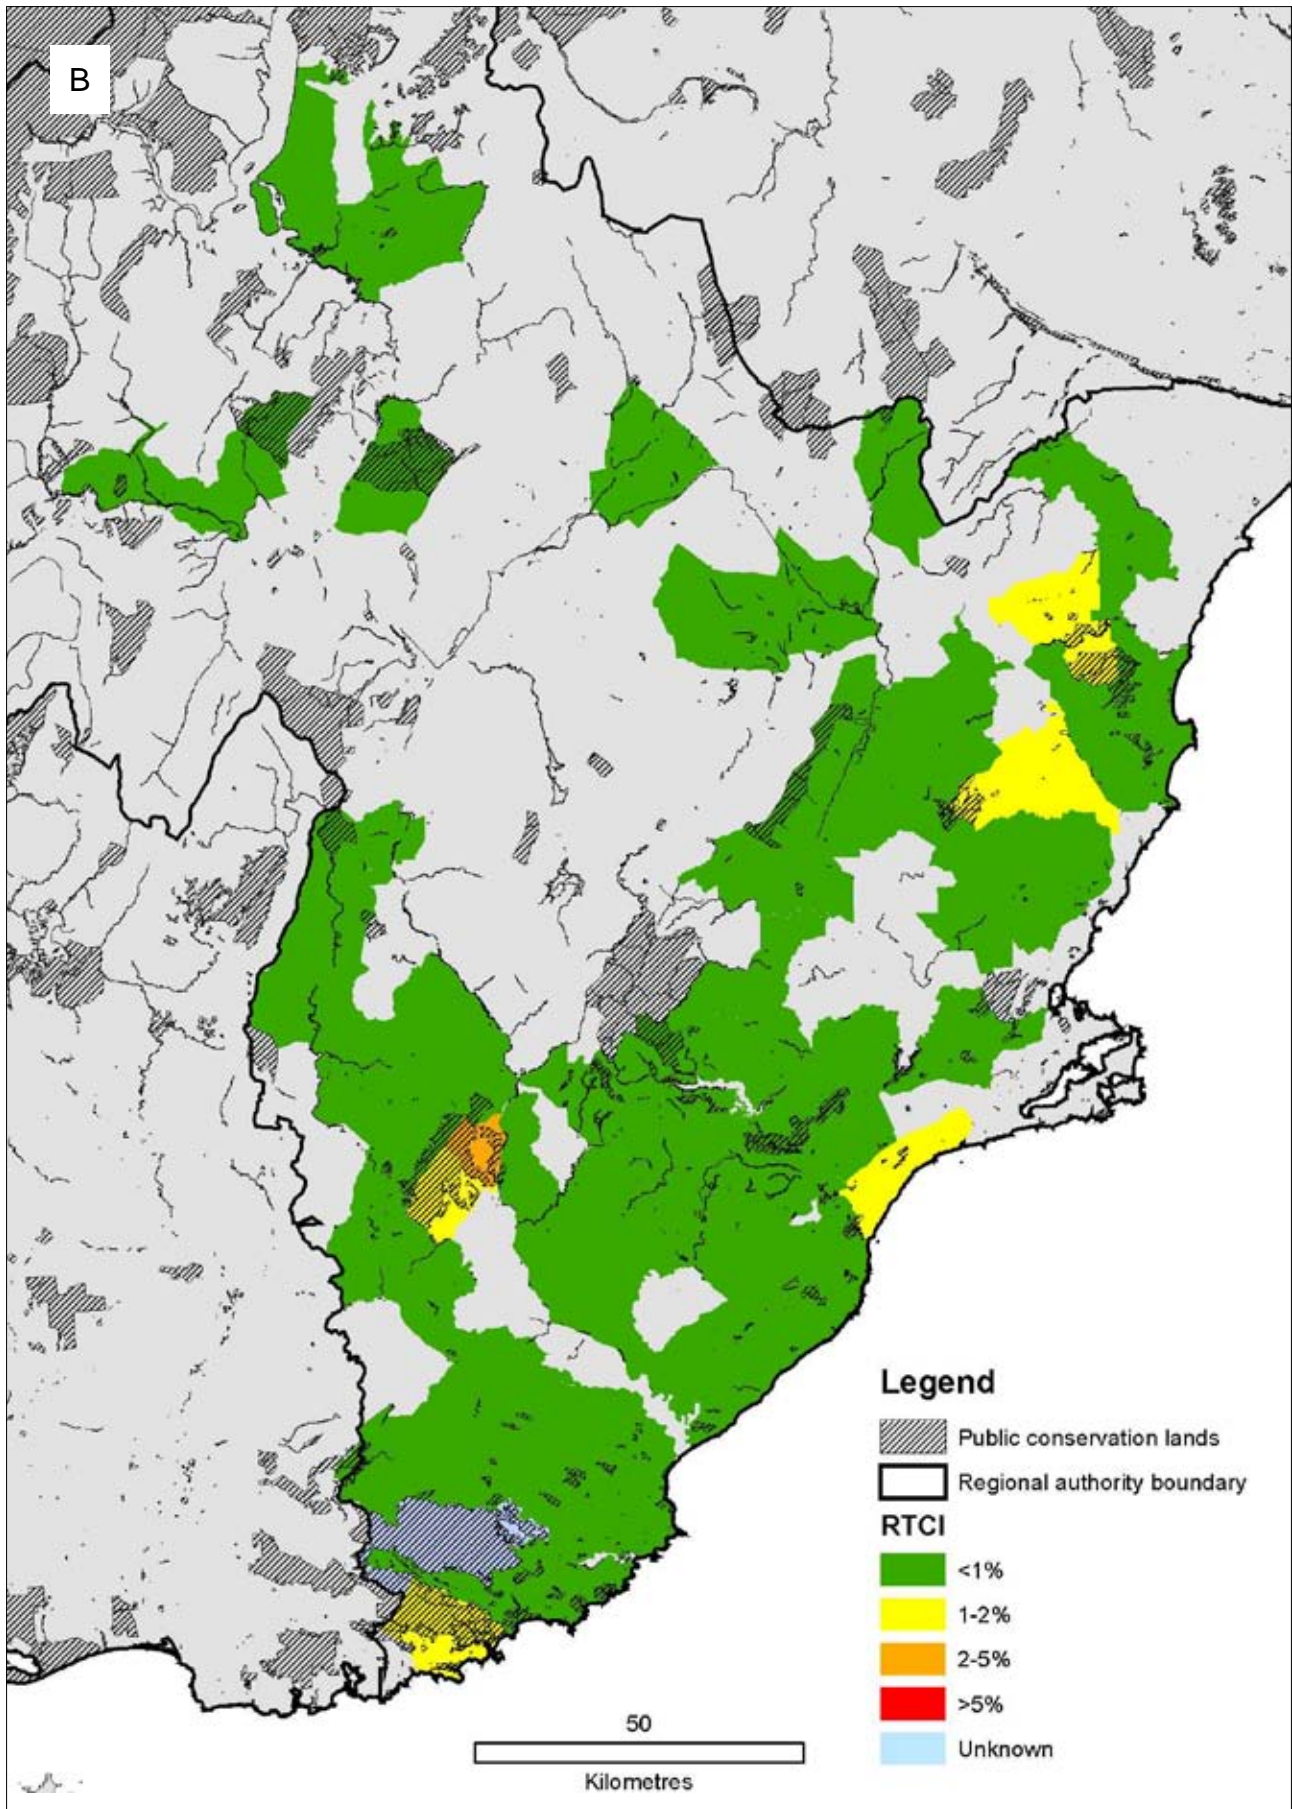 B
Legend
Public conservation lands
Regional authority boundary
RTCI
<1%
1-2%
2-5%
>5%
Unknown
50
Kilometres